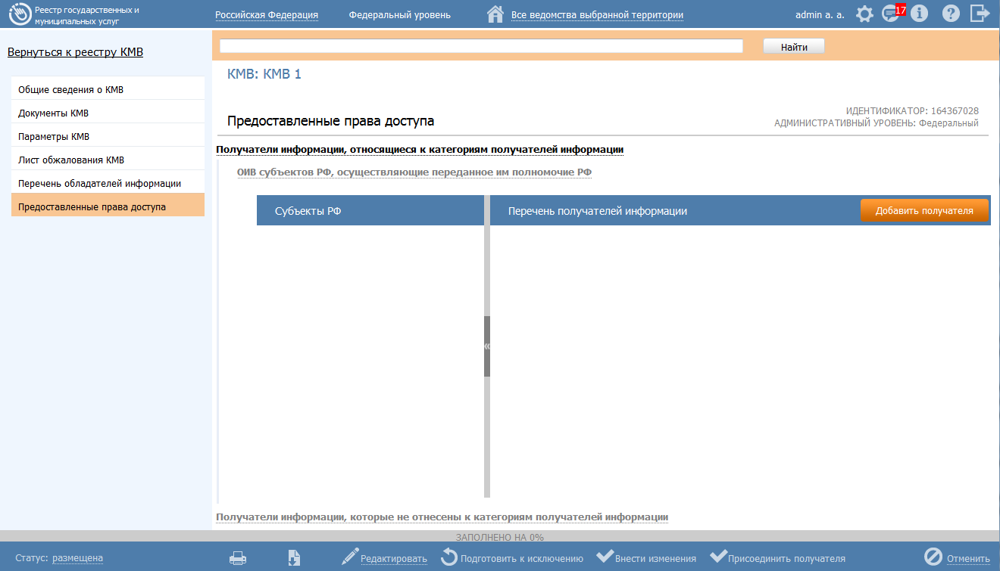 Реестр государственных и
муниципальных услуг
Российская Федерация
Федеральный уровень
Все ведомства выбранной территории
admin a. a.
17
Вернуться к реестру КМВ
Найти
Общие сведения о КМВ
Документы КМВ
Параметры КМВ
Лист обжалования КМВ
Перечень обладателей информации
Предоставленные права доступа
КМВ: КМВ 1
Предоставленные права доступа
ИДЕНТИФИКАТОР: 164367028
АДМИНИСТРАТИВНЫЙ УРОВЕНЬ: Федеральный
Получатели информации, относящиеся к категориям получателей информации
ОИВ субъектов РФ, осуществляющие переданное им полномочие РФ
Субъекты РФ
Перечень получателей информации
Добавить получателя
«
Получатели информации, которые не отнесены к категориям получателей информации
ЗАПОЛНЕНО НА 0%
Статус: размещена
Редактировать
Подготовить к исключению
Внести изменения
Присоединить получателя
Отменить